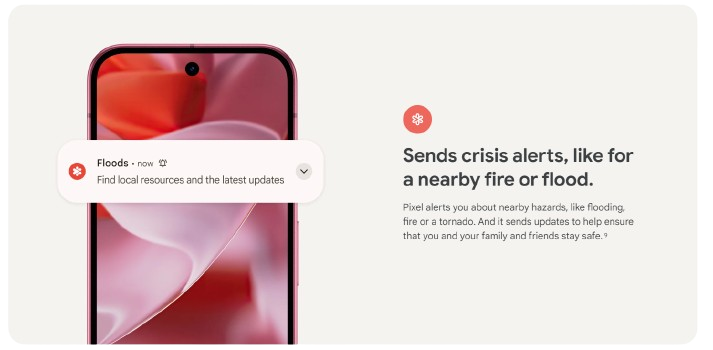 Floods • now
Find local resources and the latest updates
Sends crisis alerts, like for
a nearby fire or flood.
Pixel alerts you about nearby hazards, like flooding,
fire or a tornado. And it sends updates to help ensure
that you and your family and friends stay safe.⁹